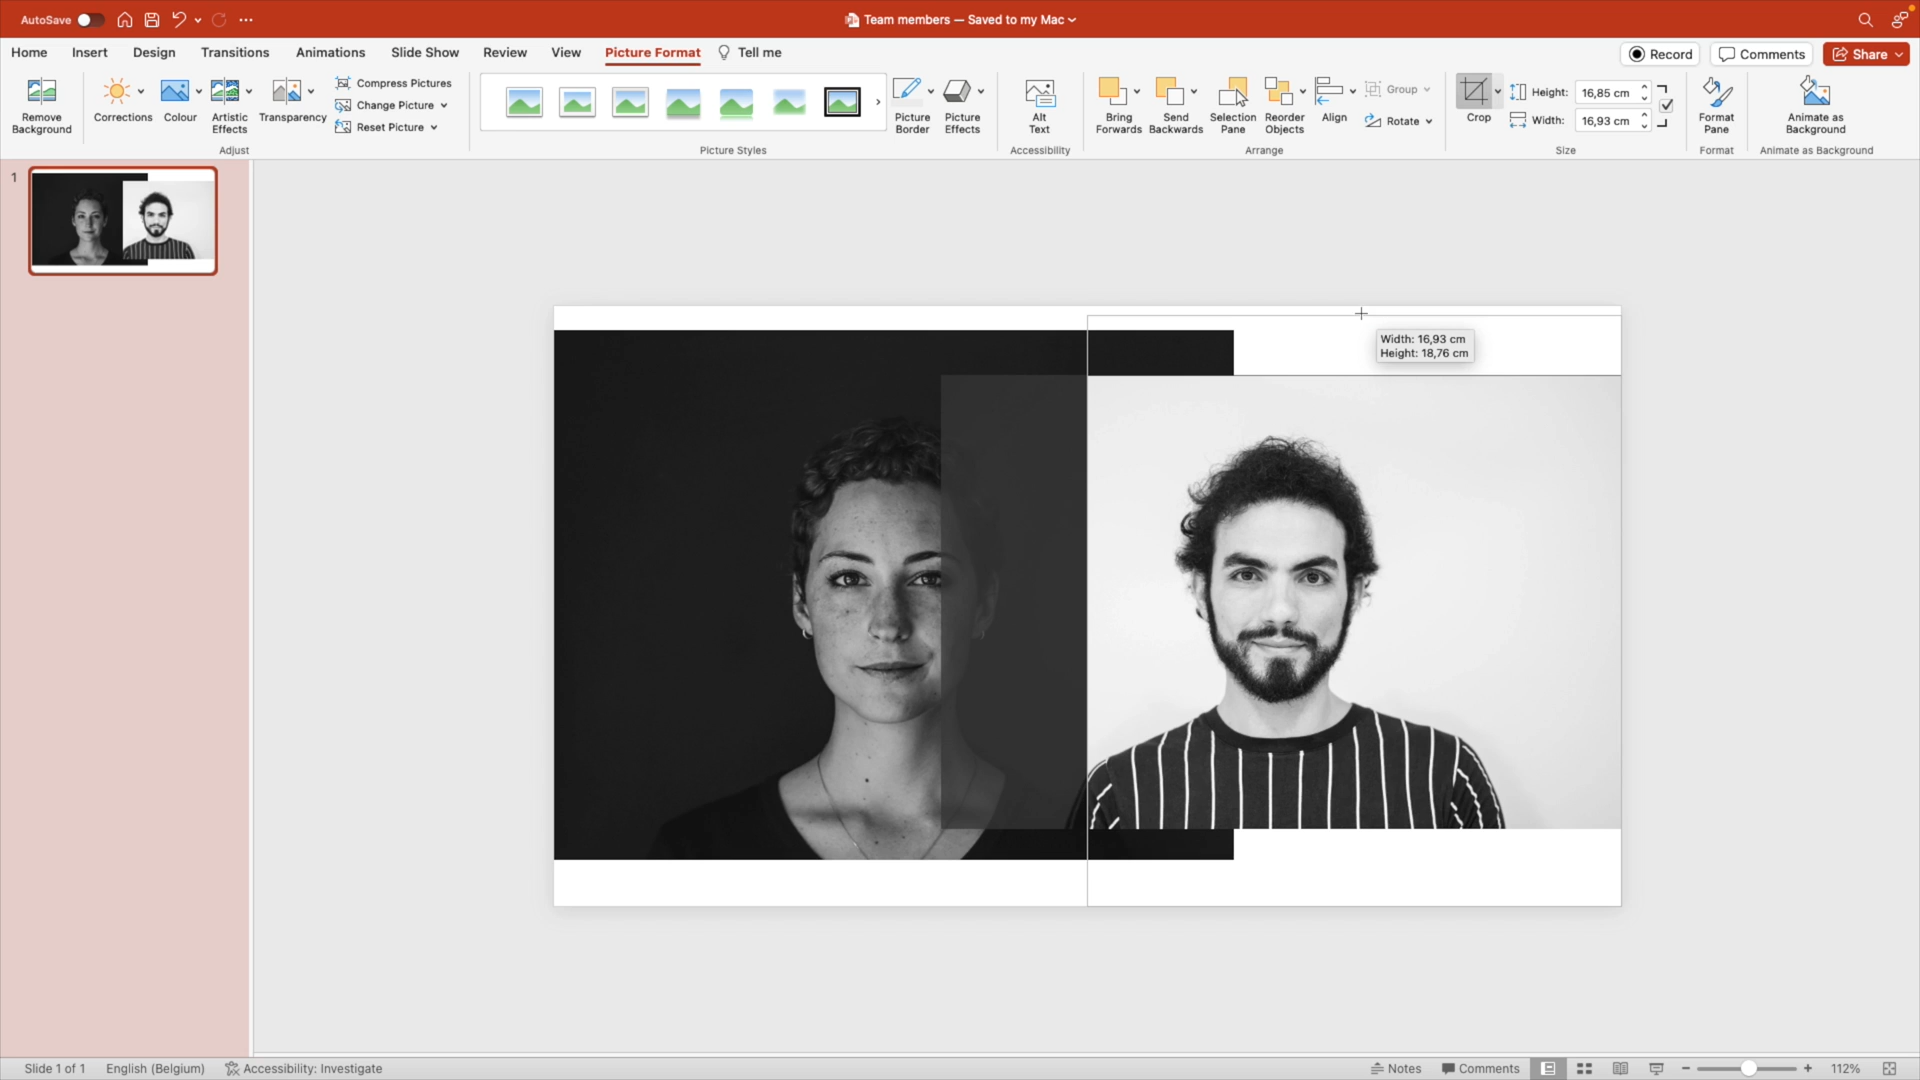 AutoSave
Team members — Saved to my Mac
Home Insert Design Transitions Animations Slide Show Review View Picture Format Tell me
Record Comments Share
Remove Background
Corrections
Colour
Artistic Effects
Transparency
Compress Pictures
Change Picture
Reset Picture
Adjust
Picture Styles
Picture Border
Picture Effects
Alt Text
Accessibility
Bring Forwards
Send Backwards
Selection Pane
Reorder Objects
Align
Group
Rotate
Arrange
Crop
Height: 16,85 cm
Width: 16,93 cm
Size
Format Pane
Format
Animate as Background
Animate as Background
1
Width: 16,93 cm
Height: 18,76 cm
Slide 1 of 1 English (Belgium) Accessibility: Investigate
Notes Comments 112%